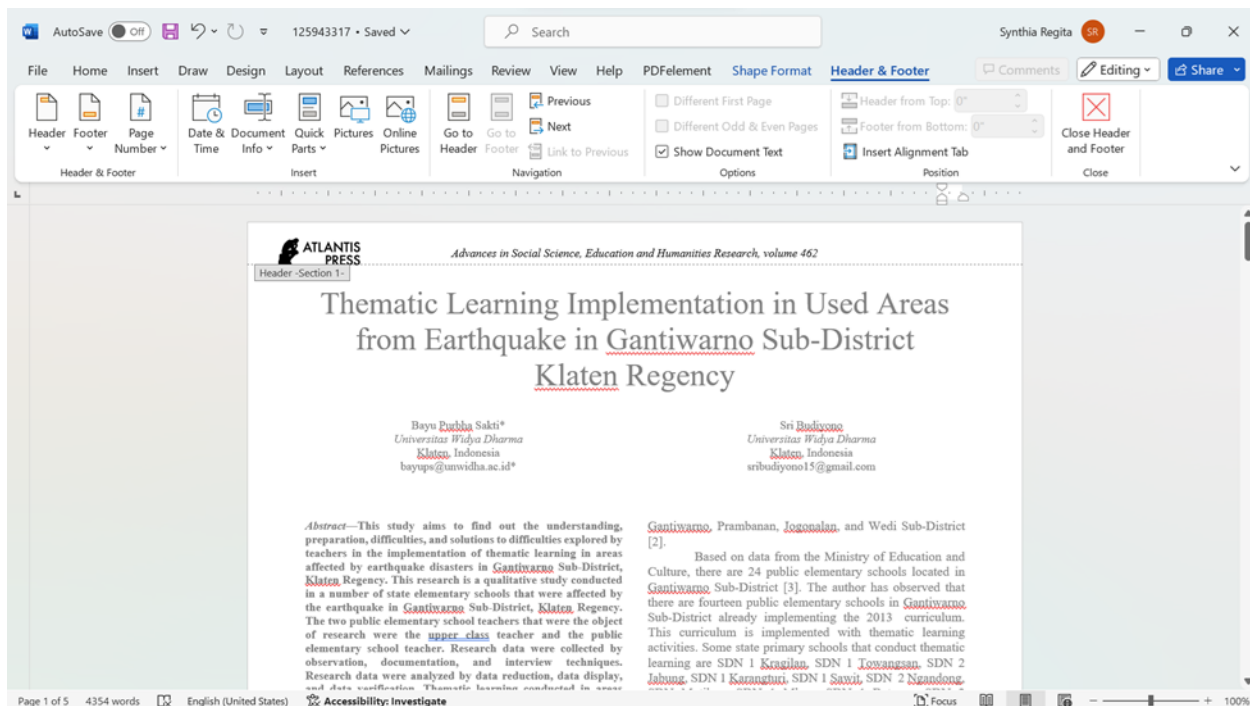 AutoSave Off 125943317 • Saved Search Synthia Regita SR
File Home Insert Draw Design Layout References Mailings Review View Help PDFelement Shape Format Header & Footer Comments Editing Share
Header Footer Page Number
Header & Footer
Date & Time Document Info Quick Parts Pictures Online Pictures
Insert
Go to Header Go to Footer Previous
Next
Link to Previous
Navigation
Different First Page
Different Odd & Even Pages
Show Document Text
Options
Header from Top: 0"
Footer from Bottom: 0"
Insert Alignment Tab
Position
Close Header and Footer
Close
ATLANTIS
PRESS
Advances in Social Science, Education and Humanities Research, volume 462
Header -Section 1-
Thematic Learning Implementation in Used Areas
from Earthquake in Gantiwarno Sub-District
Klaten Regency
Bayu Purbha Sakti*
Universitas Widya Dharma
Klaten, Indonesia
bayups@unwidha.ac.id*
Sri Budiyono
Universitas Widya Dharma
Klaten, Indonesia
sribudiyono15@gmail.com
Abstract—This study aims to find out the understanding,
preparation, difficulties, and solutions to difficulties explored by
teachers in the implementation of thematic learning in areas
affected by earthquake disasters in Gantiwarno Sub-District,
Klaten Regency. This research is a qualitative study conducted
in a number of state elementary schools that were affected by
the earthquake in Gantiwarno Sub-District, Klaten Regency.
The two public elementary school teachers that were the object
of research were the upper class teacher and the public
elementary school teacher. Research data were collected by
observation, documentation, and interview techniques.
Research data were analyzed by data reduction, data display,
and data verification. Thematic learning conducted in areas
Gantiwarno, Prambanan, Jogonalan, and Wedi Sub-District
[2].
Based on data from the Ministry of Education and
Culture, there are 24 public elementary schools located in
Gantiwarno Sub-District [3]. The author has observed that
there are fourteen public elementary schools in Gantiwarno
Sub-District already implementing the 2013 curriculum.
This curriculum is implemented with thematic learning
activities. Some state primary schools that conduct thematic
learning are SDN 1 Kragilan, SDN 1 Towangsan, SDN 2
Jabung, SDN 1 Karangturi, SDN 1 Sawit, SDN 2 Ngandong,
Page 1 of 5 4354 words English (United States) Accessibility: Investigate Focus 100%